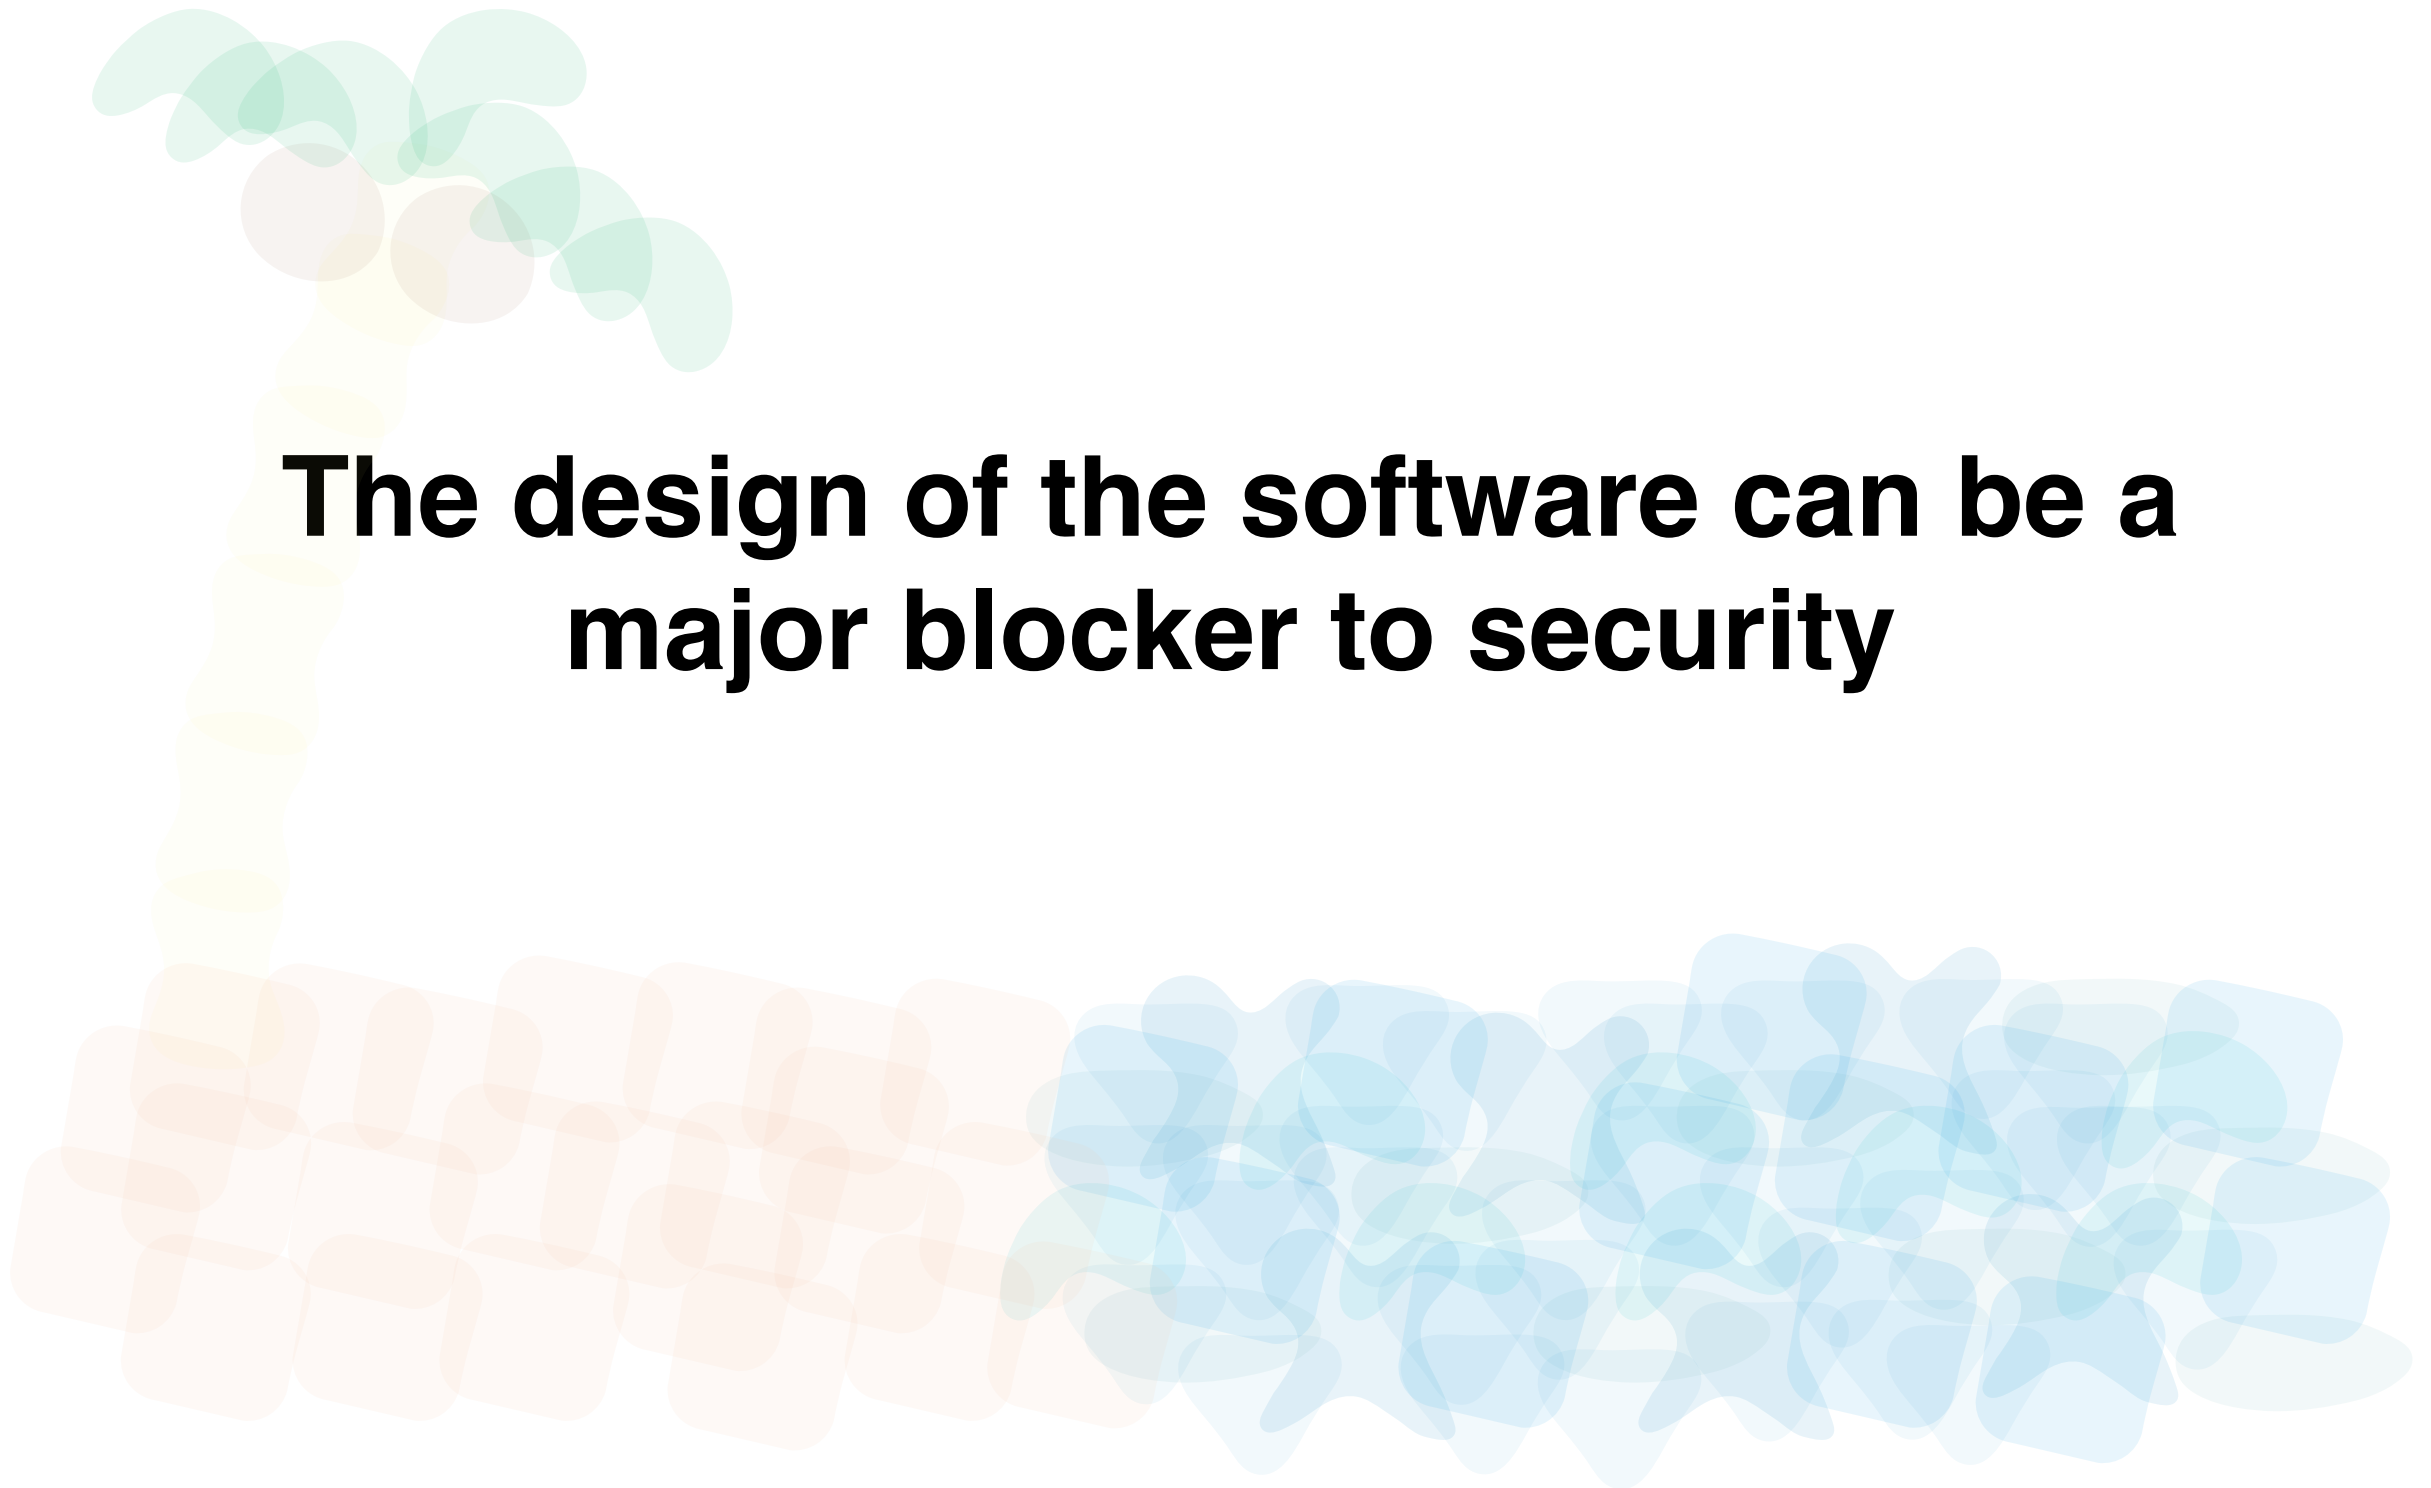 The design of the software can be a
major blocker to security